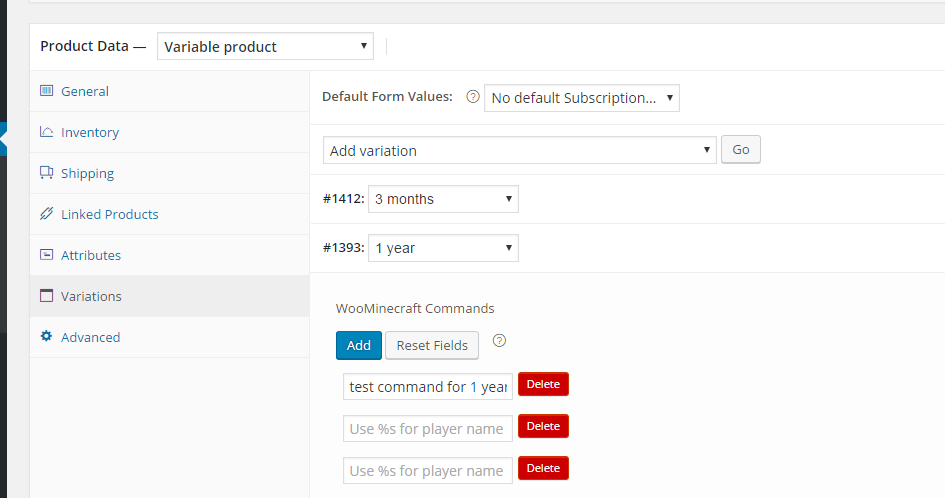 Product Data — Variable product
General
Inventory
Shipping
Linked Products
Attributes
Variations
Advanced
Default Form Values: ? No default Subscription...
Add variation Go
#1412: 3 months
#1393: 1 year
WooMinecraft Commands
Add Reset Fields ?
test command for 1 year Delete
Use %s for player name Delete
Use %s for player name Delete